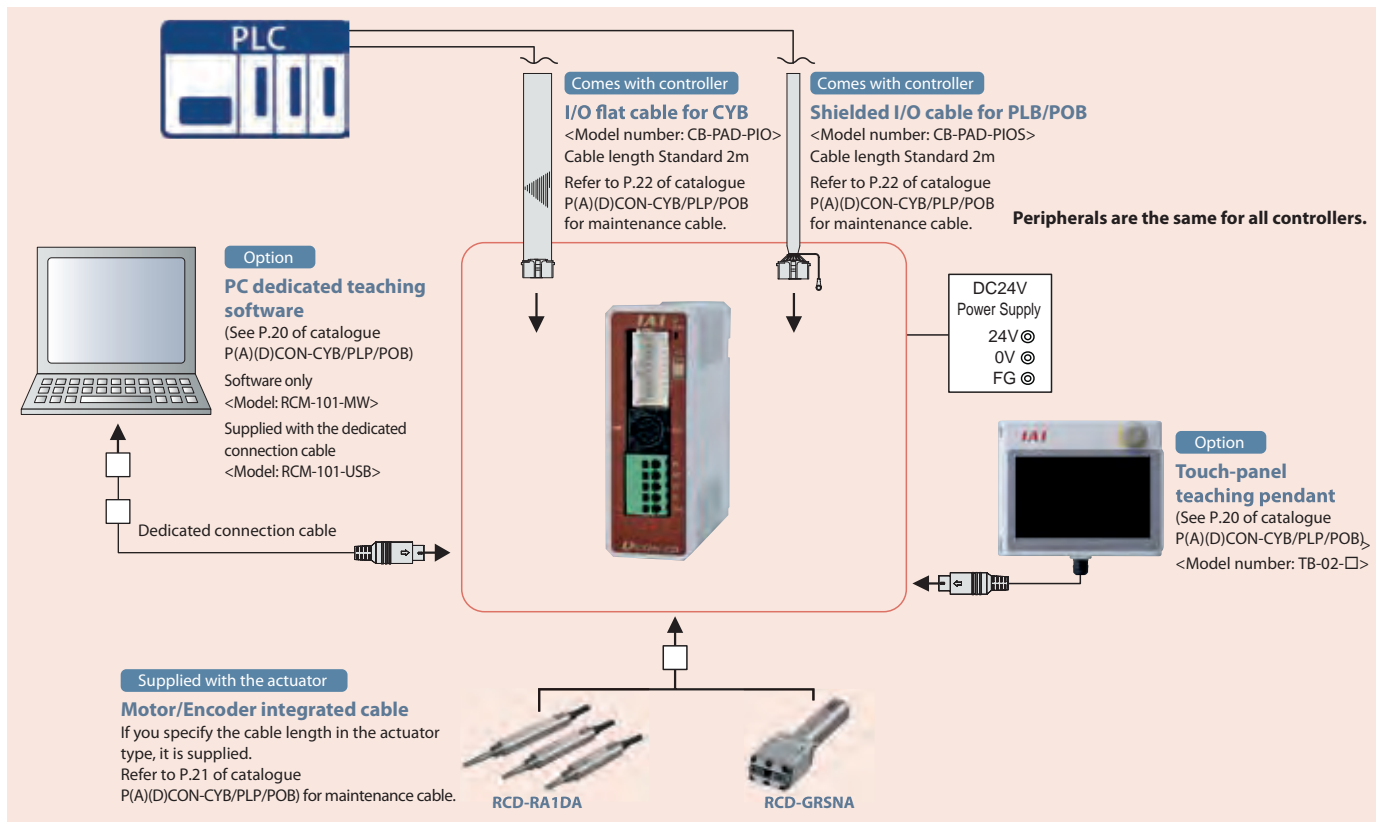 PLC
Comes with controller
I/O flat cable for CYB
<Model number: CB-PAD-PIO>
Cable length Standard 2m
Refer to P.22 of catalogue
P(A)(D)CON-CYB/PLP/POB
for maintenance cable.
Comes with controller
Shielded I/O cable for PLB/POB
<Model number: CB-PAD-PIOS>
Cable length Standard 2m
Refer to P.22 of catalogue
P(A)(D)CON-CYB/PLP/POB
for maintenance cable.
Peripherals are the same for all controllers.
Option
PC dedicated teaching
software
(See P.20 of catalogue
P(A)(D)CON-CYB/PLP/POB)
Software only
<Model: RCM-101-MW>
Supplied with the dedicated
connection cable
<Model: RCM-101-USB>
Dedicated connection cable
IAI
DC24V
Power Supply
24V
0V
FG
IAI
Option
Touch-panel
teaching pendant
(See P.20 of catalogue
P(A)(D)CON-CYB/PLP/POB)
>
<Model number: TB-02-□>
Supplied with the actuator
Motor/Encoder integrated cable
If you specify the cable length in the actuator
type, it is supplied.
Refer to P.21 of catalogue
P(A)(D)CON-CYB/PLP/POB) for maintenance cable.
RCD-RA1DA
RCD-GRSNA